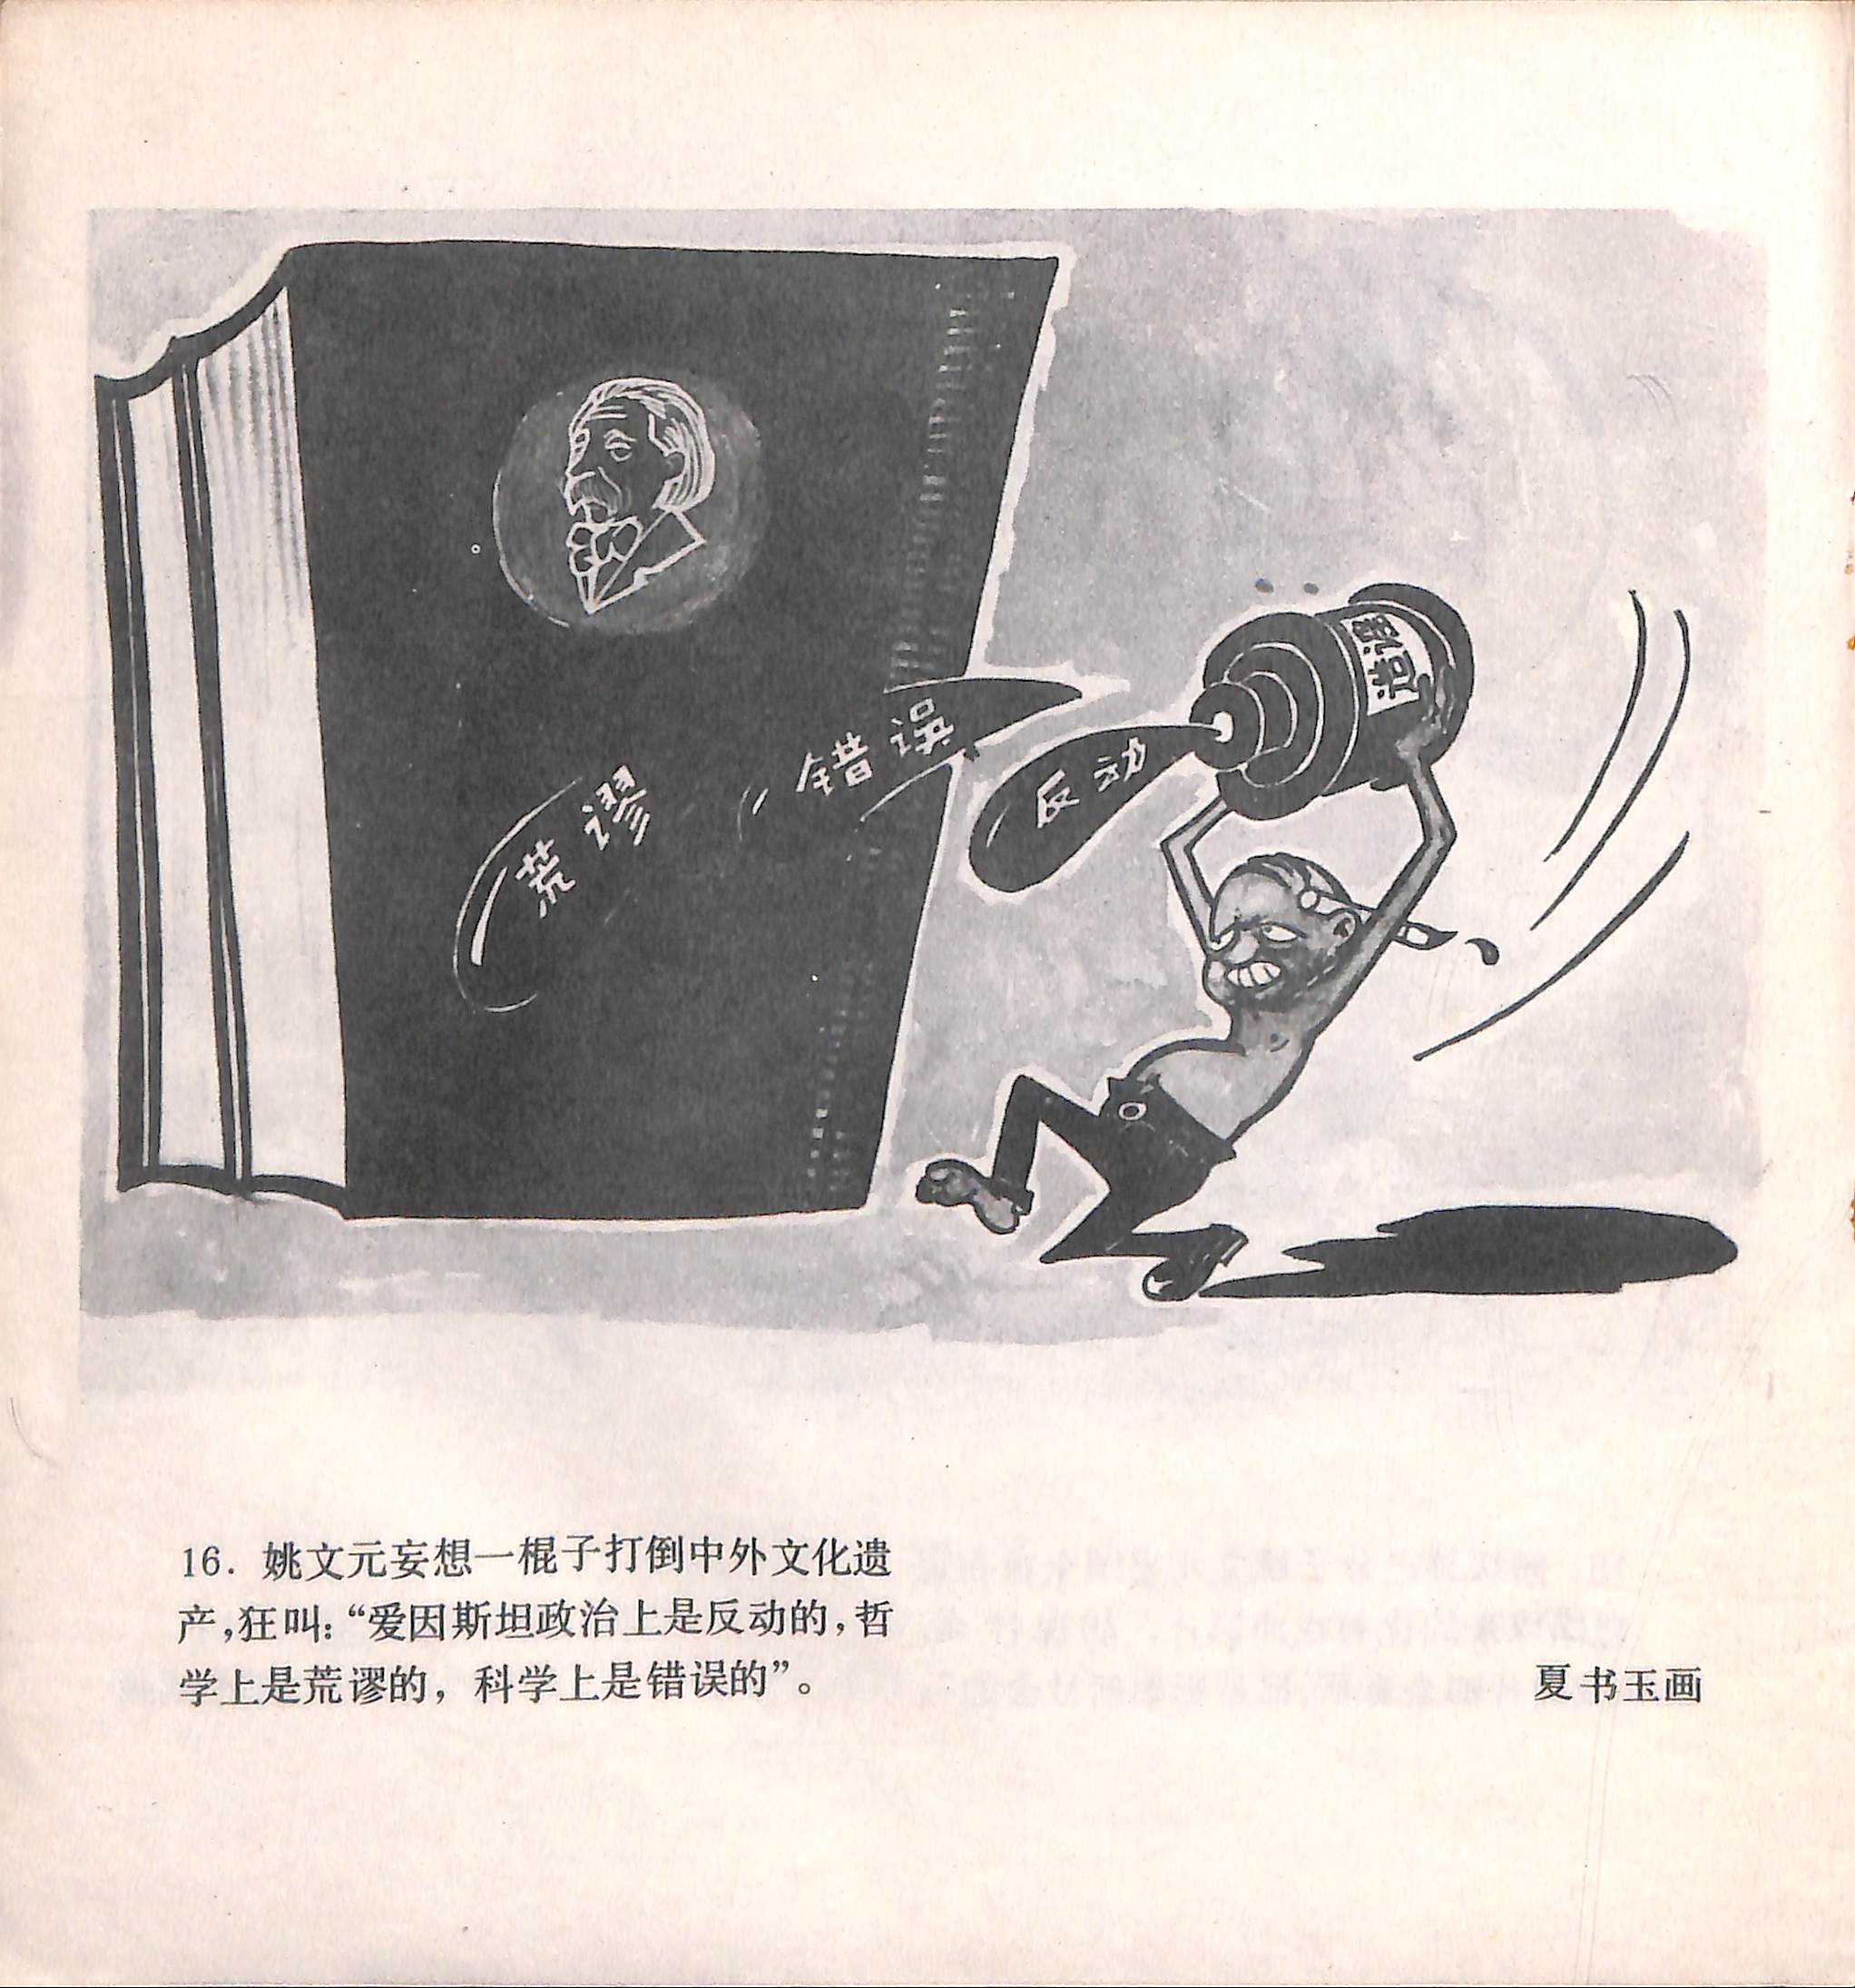 荒谬
错误
反动
造谣
16. 姚文元妄想一棍子打倒中外文化遗
产,狂叫:“爱因斯坦政治上是反动的,哲
学上是荒谬的, 科学上是错误的”。
夏书玉画